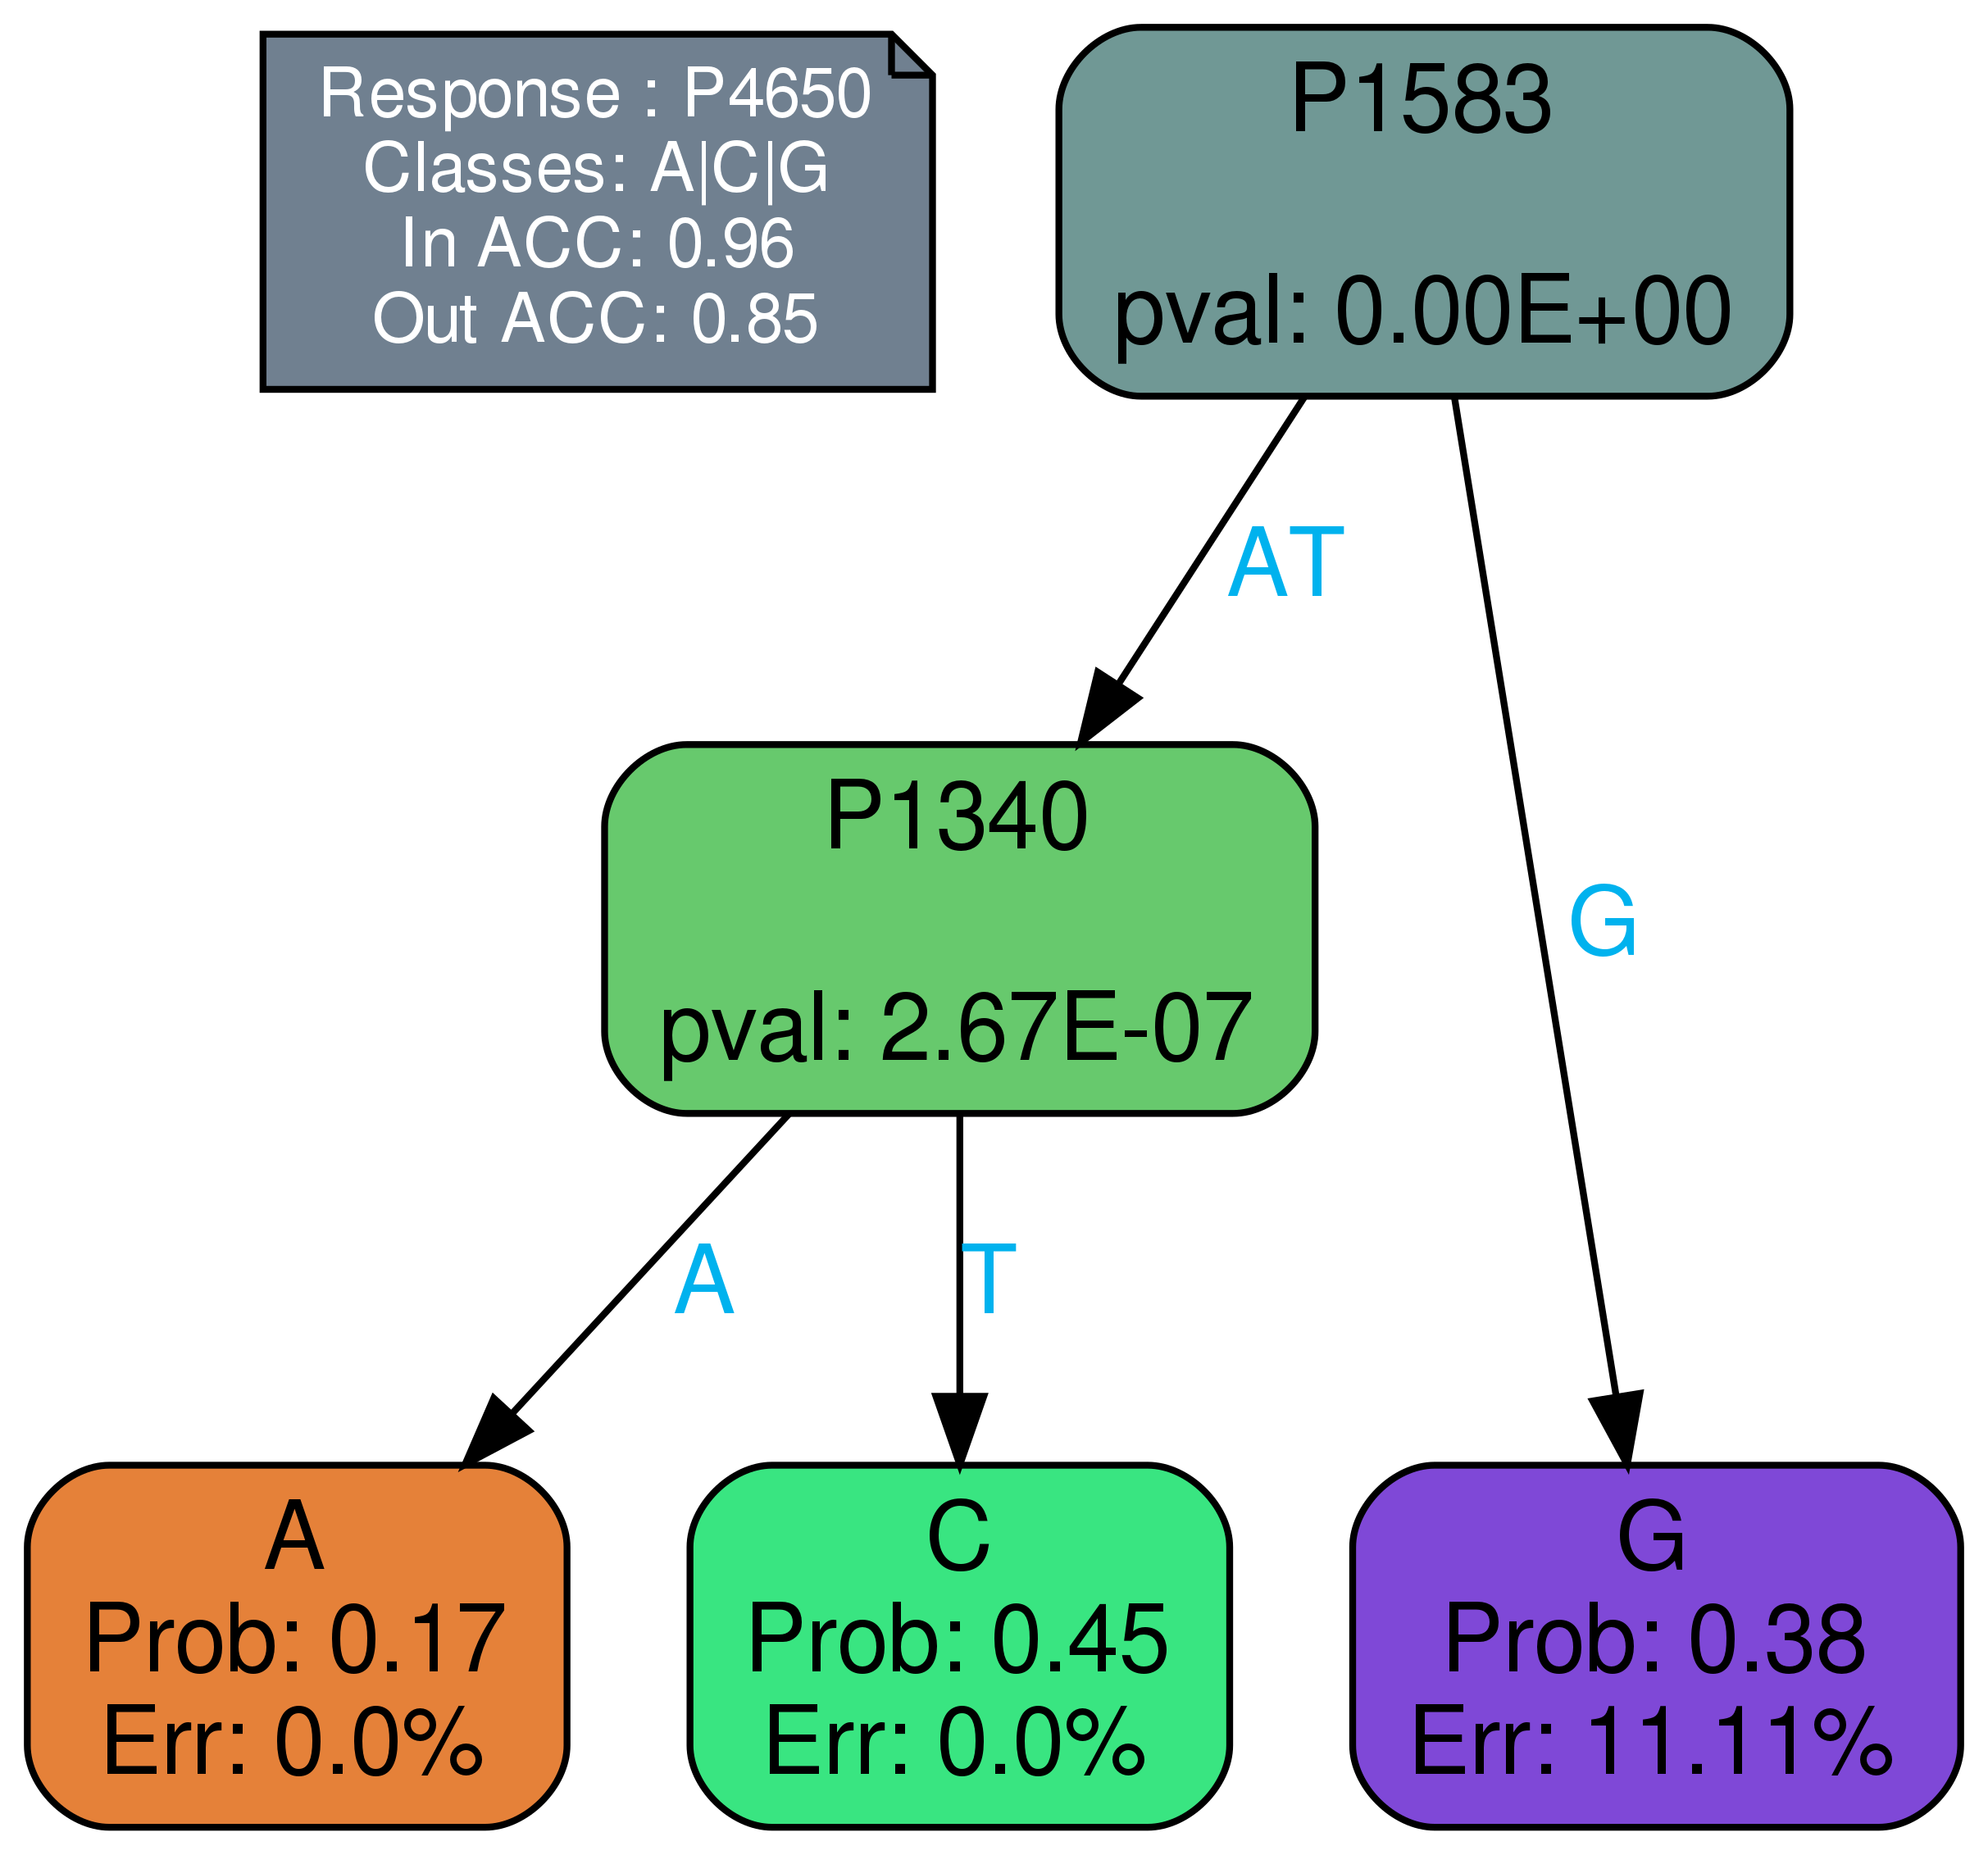 Response : P4650
Classes: A|C|G
In ACC: 0.96
Out ACC: 0.85
P1583
pval: 0.00E+00
AT
G
P1340
pval: 2.67E-07
A
T
A
Prob: 0.17
Err: 0.0%
C
Prob: 0.45
Err: 0.0%
G
Prob: 0.38
Err: 11.11%